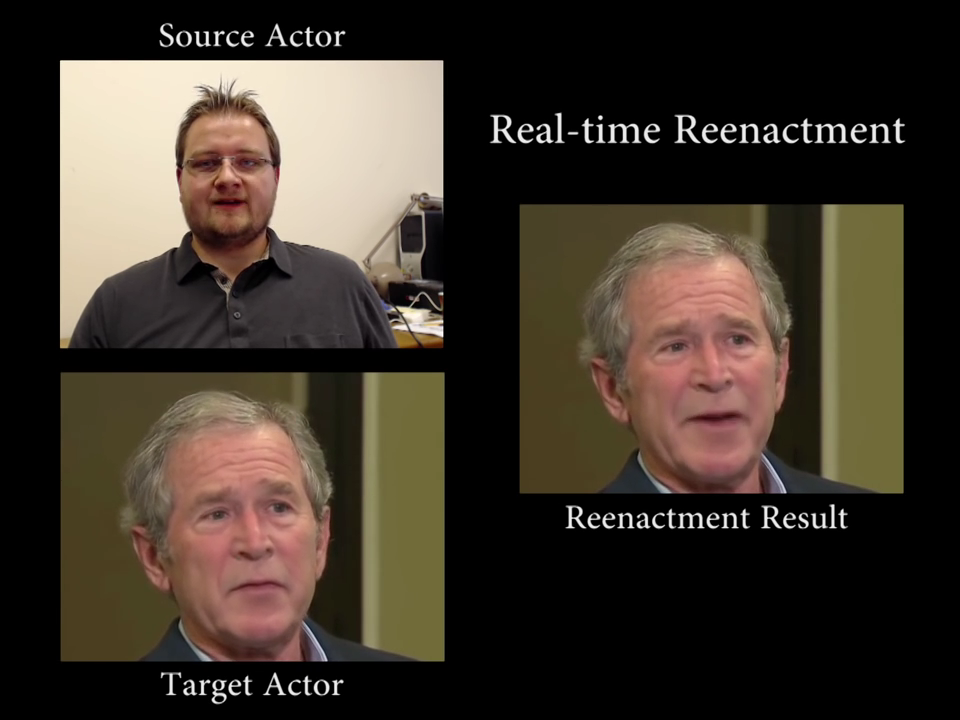 Source Actor
Real-time Reenactment
Reenactment Result
Target Actor